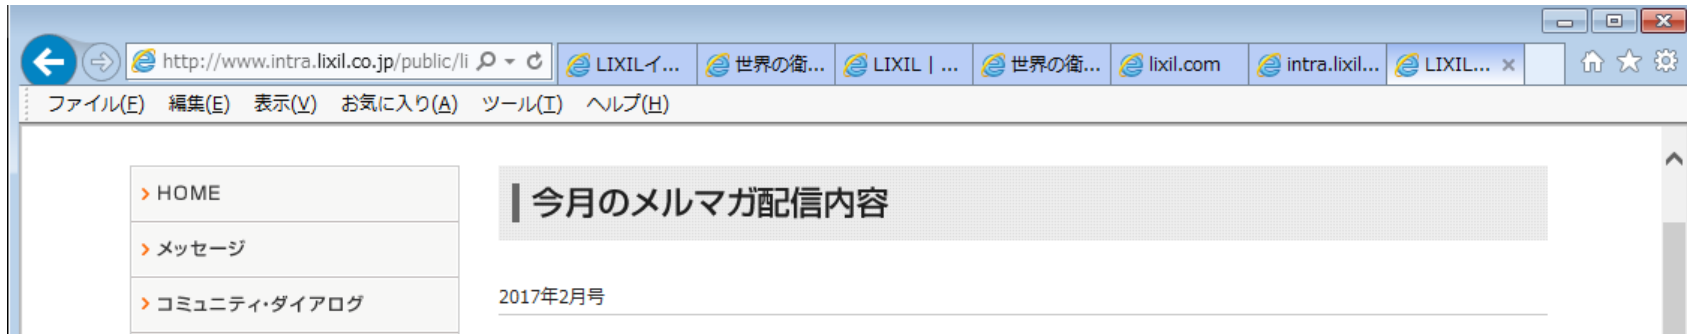 http://www.intra.lixil.co.jp/public/li
LIXILイ...
世界の衛...
LIXIL | ...
世界の衛...
lixil.com
intra.lixil...
LIXIL...
ファイル(F) 編集(E) 表示(V) お気に入り(A) ツール(T) ヘルプ(H)
HOME
メッセージ
コミュニティ・ダイアログ
今月のメルマガ配信内容
2017年2月号